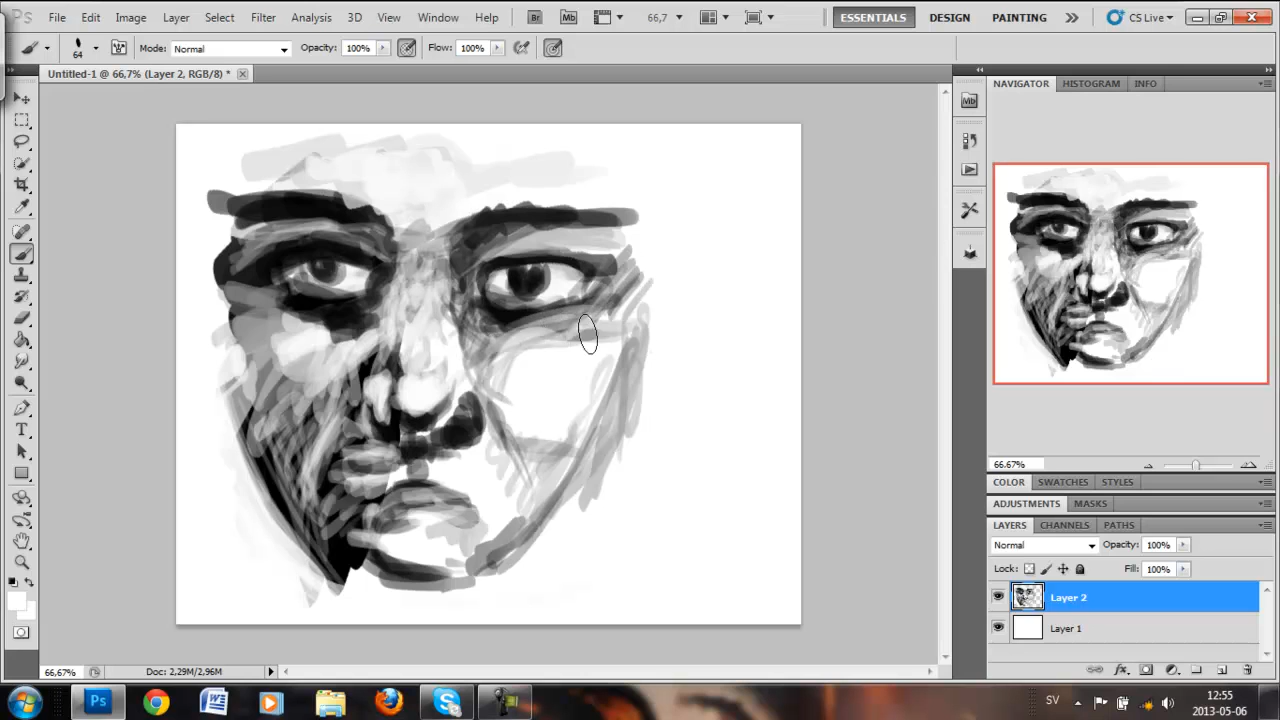 Ps File Edit Image Layer Select Filter Analysis 3D View Window Help Br Mb 66,7 ESSENTIALS DESIGN PAINTING CS Live
64 Mode: Normal Opacity: 100% Flow: 100%
Untitled-1 @ 66,7% (Layer 2, RGB/8) *
NAVIGATOR HISTOGRAM INFO
Mb
T
66.67%
COLOR SWATCHES STYLES
ADJUSTMENTS MASKS
LAYERS CHANNELS PATHS
Normal Opacity: 100%
Lock: Fill: 100%
Layer 2
Layer 1
fx
66,67% Doc: 2,29M/2,96M
Ps W S SV 12:55
2013-05-06